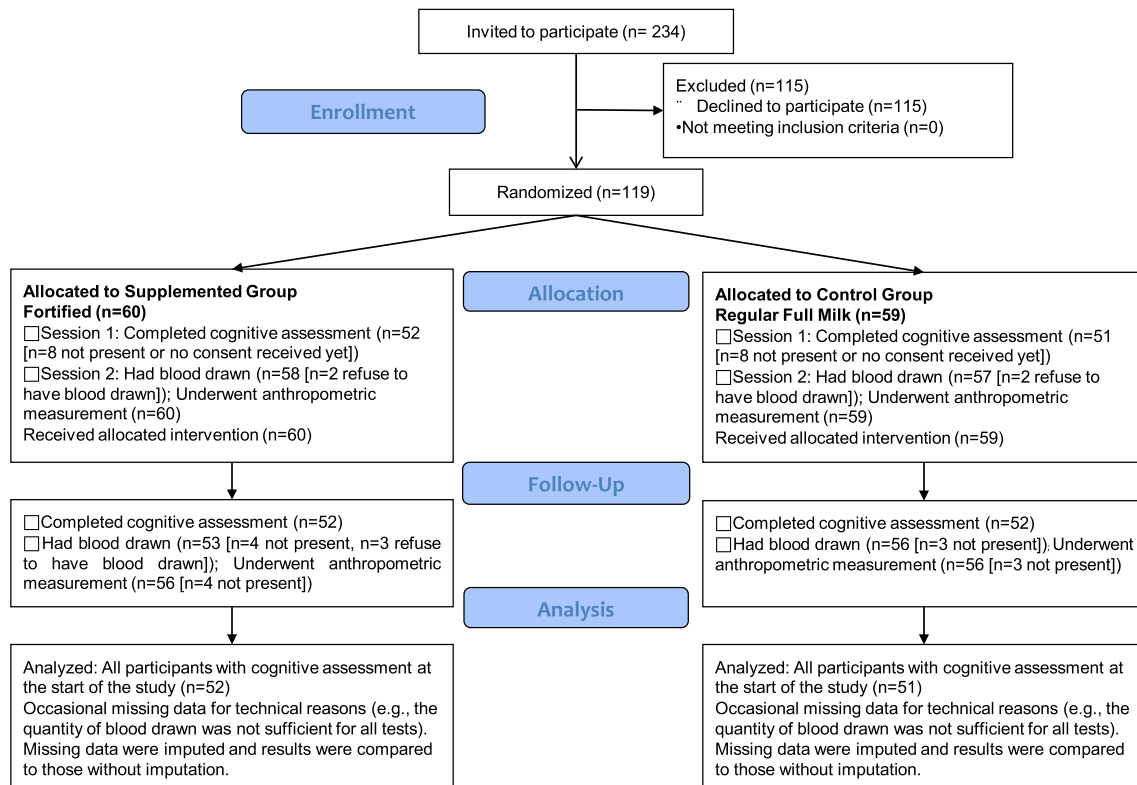 Invited to participate (n= 234)
Enrollment
Excluded (n=115)
¨ Declined to participate (n=115)
•Not meeting inclusion criteria (n=0)
Randomized (n=119)
Allocated to Supplemented Group
Fortified (n=60)
□Session 1: Completed cognitive assessment (n=52
[n=8 not present or no consent received yet])
□Session 2: Had blood drawn (n=58 [n=2 refuse to
have blood drawn]); Underwent anthropometric
measurement (n=60)
Received allocated intervention (n=60)
Allocation
Allocated to Control Group
Regular Full Milk (n=59)
□Session 1: Completed cognitive assessment (n=51
[n=8 not present or no consent received yet])
□Session 2: Had blood drawn (n=57 [n=2 refuse to
have blood drawn]); Underwent anthropometric
measurement (n=59)
Received allocated intervention (n=59)
Follow-Up
□Completed cognitive assessment (n=52)
□Had blood drawn (n=53 [n=4 not present, n=3 refuse
to have blood drawn]); Underwent anthropometric
measurement (n=56 [n=4 not present])
□Completed cognitive assessment (n=52)
□Had blood drawn (n=56 [n=3 not present]); Underwent
anthropometric measurement (n=56 [n=3 not present])
Analysis
Analyzed: All participants with cognitive assessment at
the start of the study (n=52)
Occasional missing data for technical reasons (e.g., the
quantity of blood drawn was not sufficient for all tests).
Missing data were imputed and results were compared
to those without imputation.
Analyzed: All participants with cognitive assessment at
the start of the study (n=51)
Occasional missing data for technical reasons (e.g., the
quantity of blood drawn was not sufficient for all tests).
Missing data were imputed and results were compared
to those without imputation.